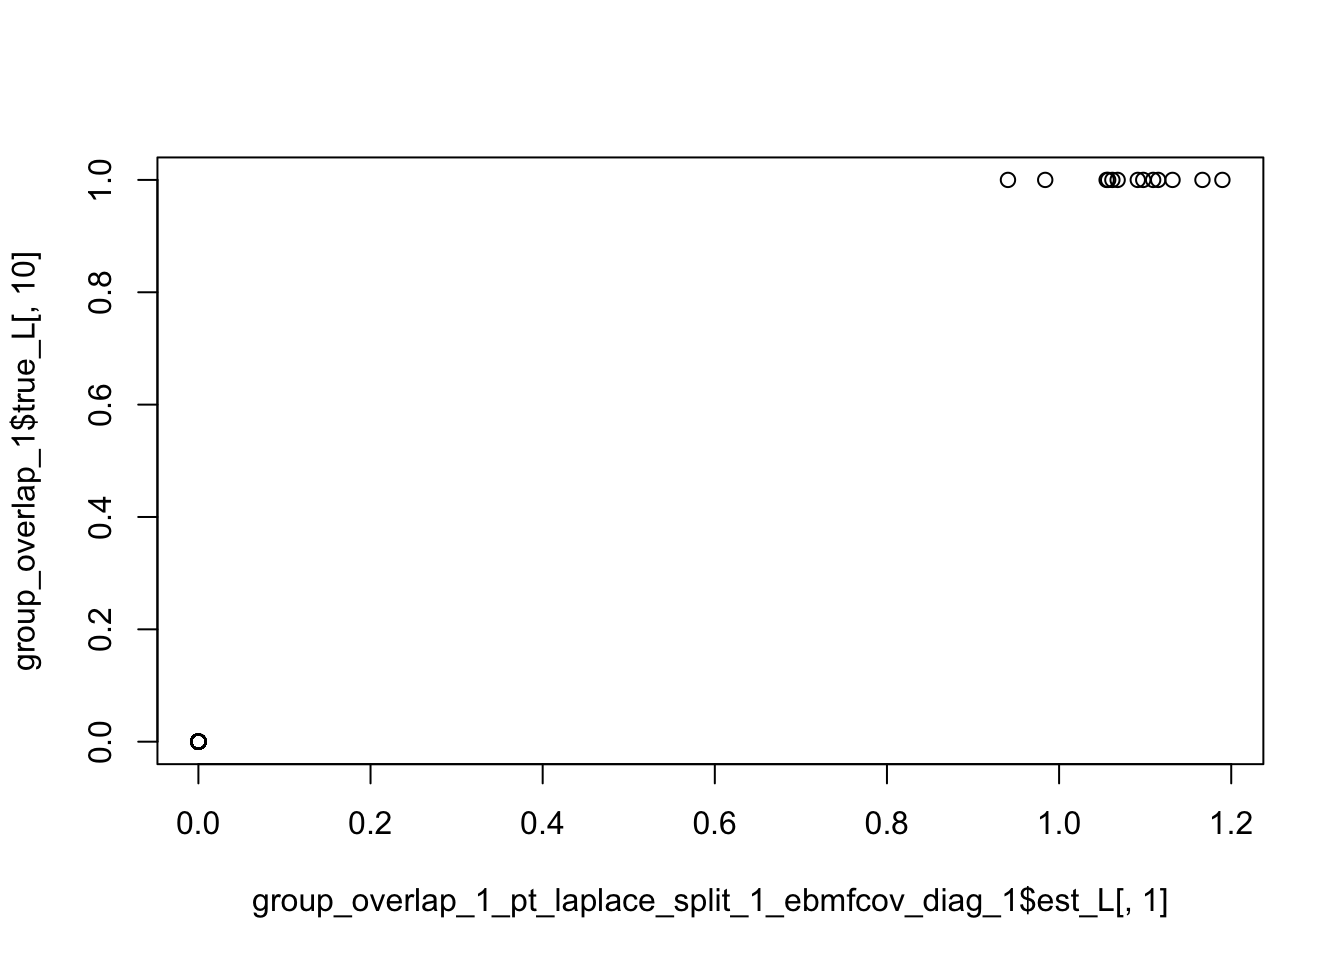 group_overlap_1$true_L[, 10]
1.0
0.8
0.6
0.4
0.2
0.0
0.0 0.2 0.4 0.6 0.8 1.0 1.2
group_overlap_1_pt_laplace_split_1_ebmfcov_diag_1$est_L[, 1]